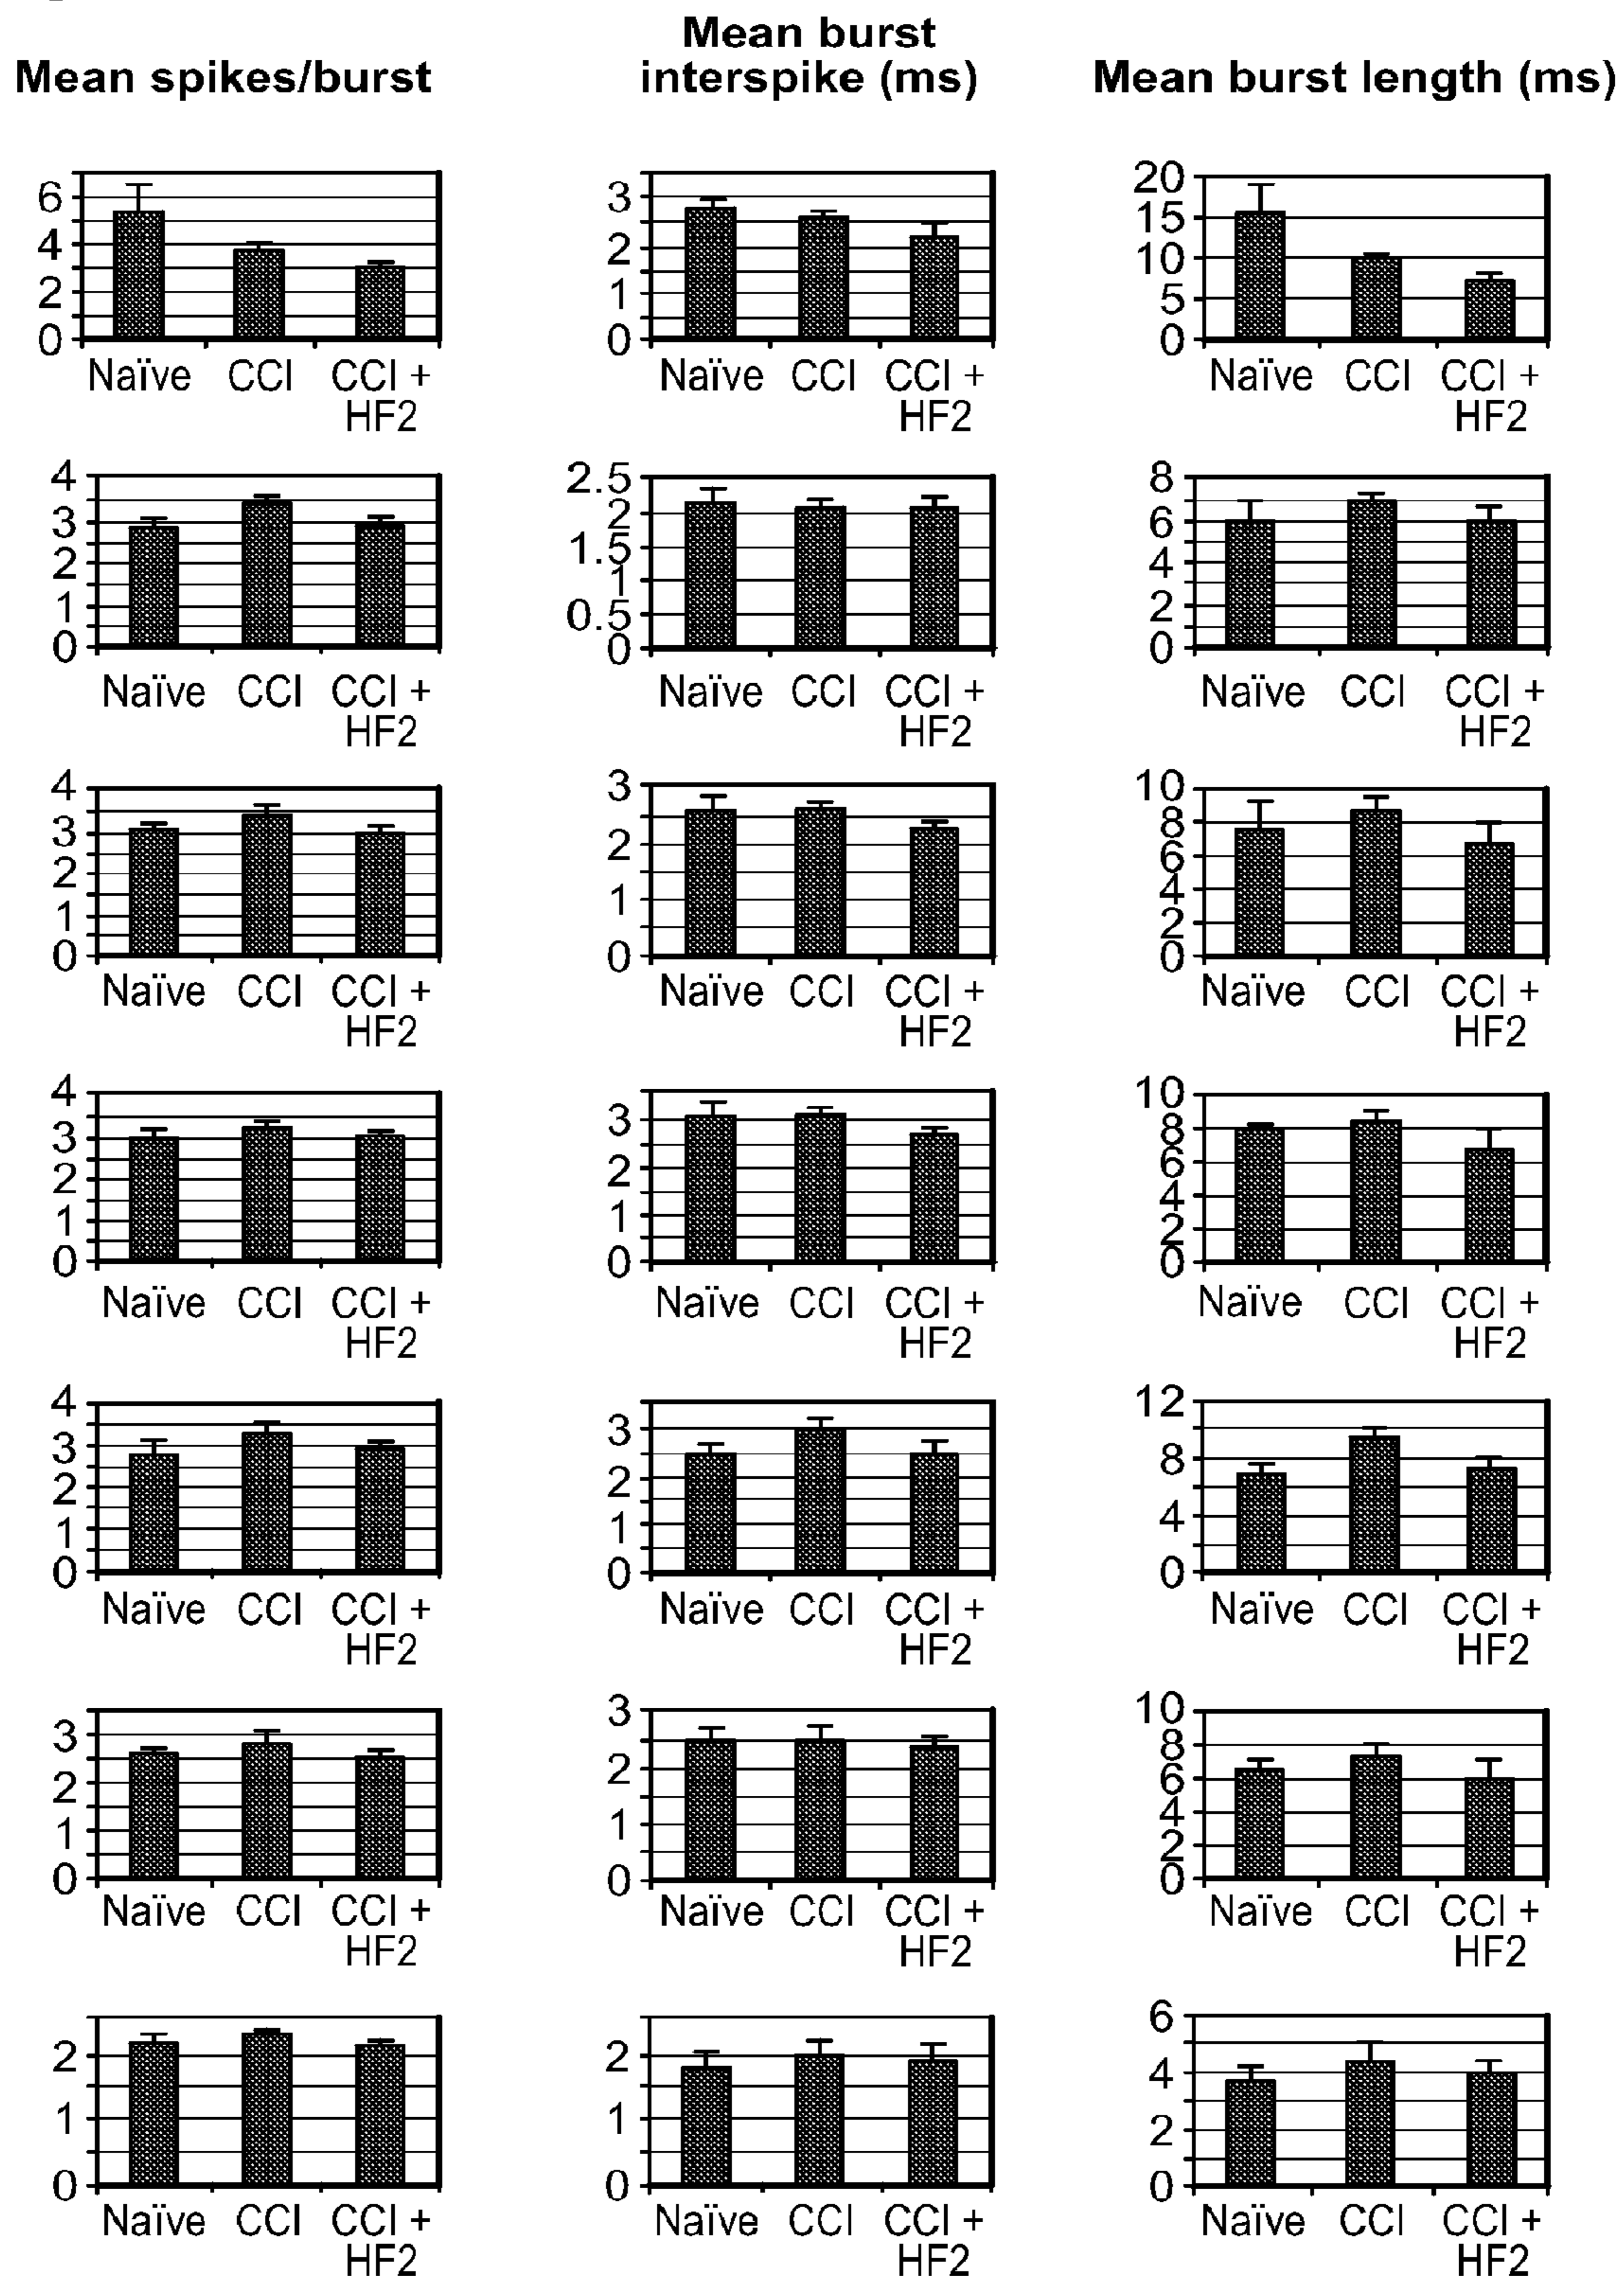 Mean spikes/burst
Mean burst
interspike (ms)
Mean burst length (ms)
6
4
2
0
Naïve CCI CCI +
HF2
3
2
1
0
Naïve CCI CCI +
HF2
20
15
10
5
0
Naïve CCI CCI +
HF2
4
3
2
1
0
Naïve CCI CCI +
HF2
2.5
2
1.5
1
0.5
0
Naïve CCI CCI +
HF2
8
6
4
2
0
Naïve CCI CCI +
HF2
4
3
2
1
0
Naïve CCI CCI +
HF2
3
2
1
0
Naïve CCI CCI +
HF2
10
8
6
4
2
0
Naïve CCI CCI +
HF2
4
3
2
1
0
Naïve CCI CCI +
HF2
3
2
1
0
Naïve CCI CCI +
HF2
10
8
6
4
2
0
Naïve CCI CCI +
HF2
4
3
2
1
0
Naïve CCI CCI +
HF2
3
2
1
0
Naïve CCI CCI +
HF2
12
8
4
0
Naïve CCI CCI +
HF2
3
2
1
0
Naïve CCI CCI +
HF2
3
2
1
0
Naïve CCI CCI +
HF2
10
8
6
4
2
0
Naïve CCI CCI +
HF2
2
1
0
Naïve CCI CCI +
HF2
2
1
0
Naïve CCI CCI +
HF2
6
4
2
0
Naïve CCI CCI +
HF2